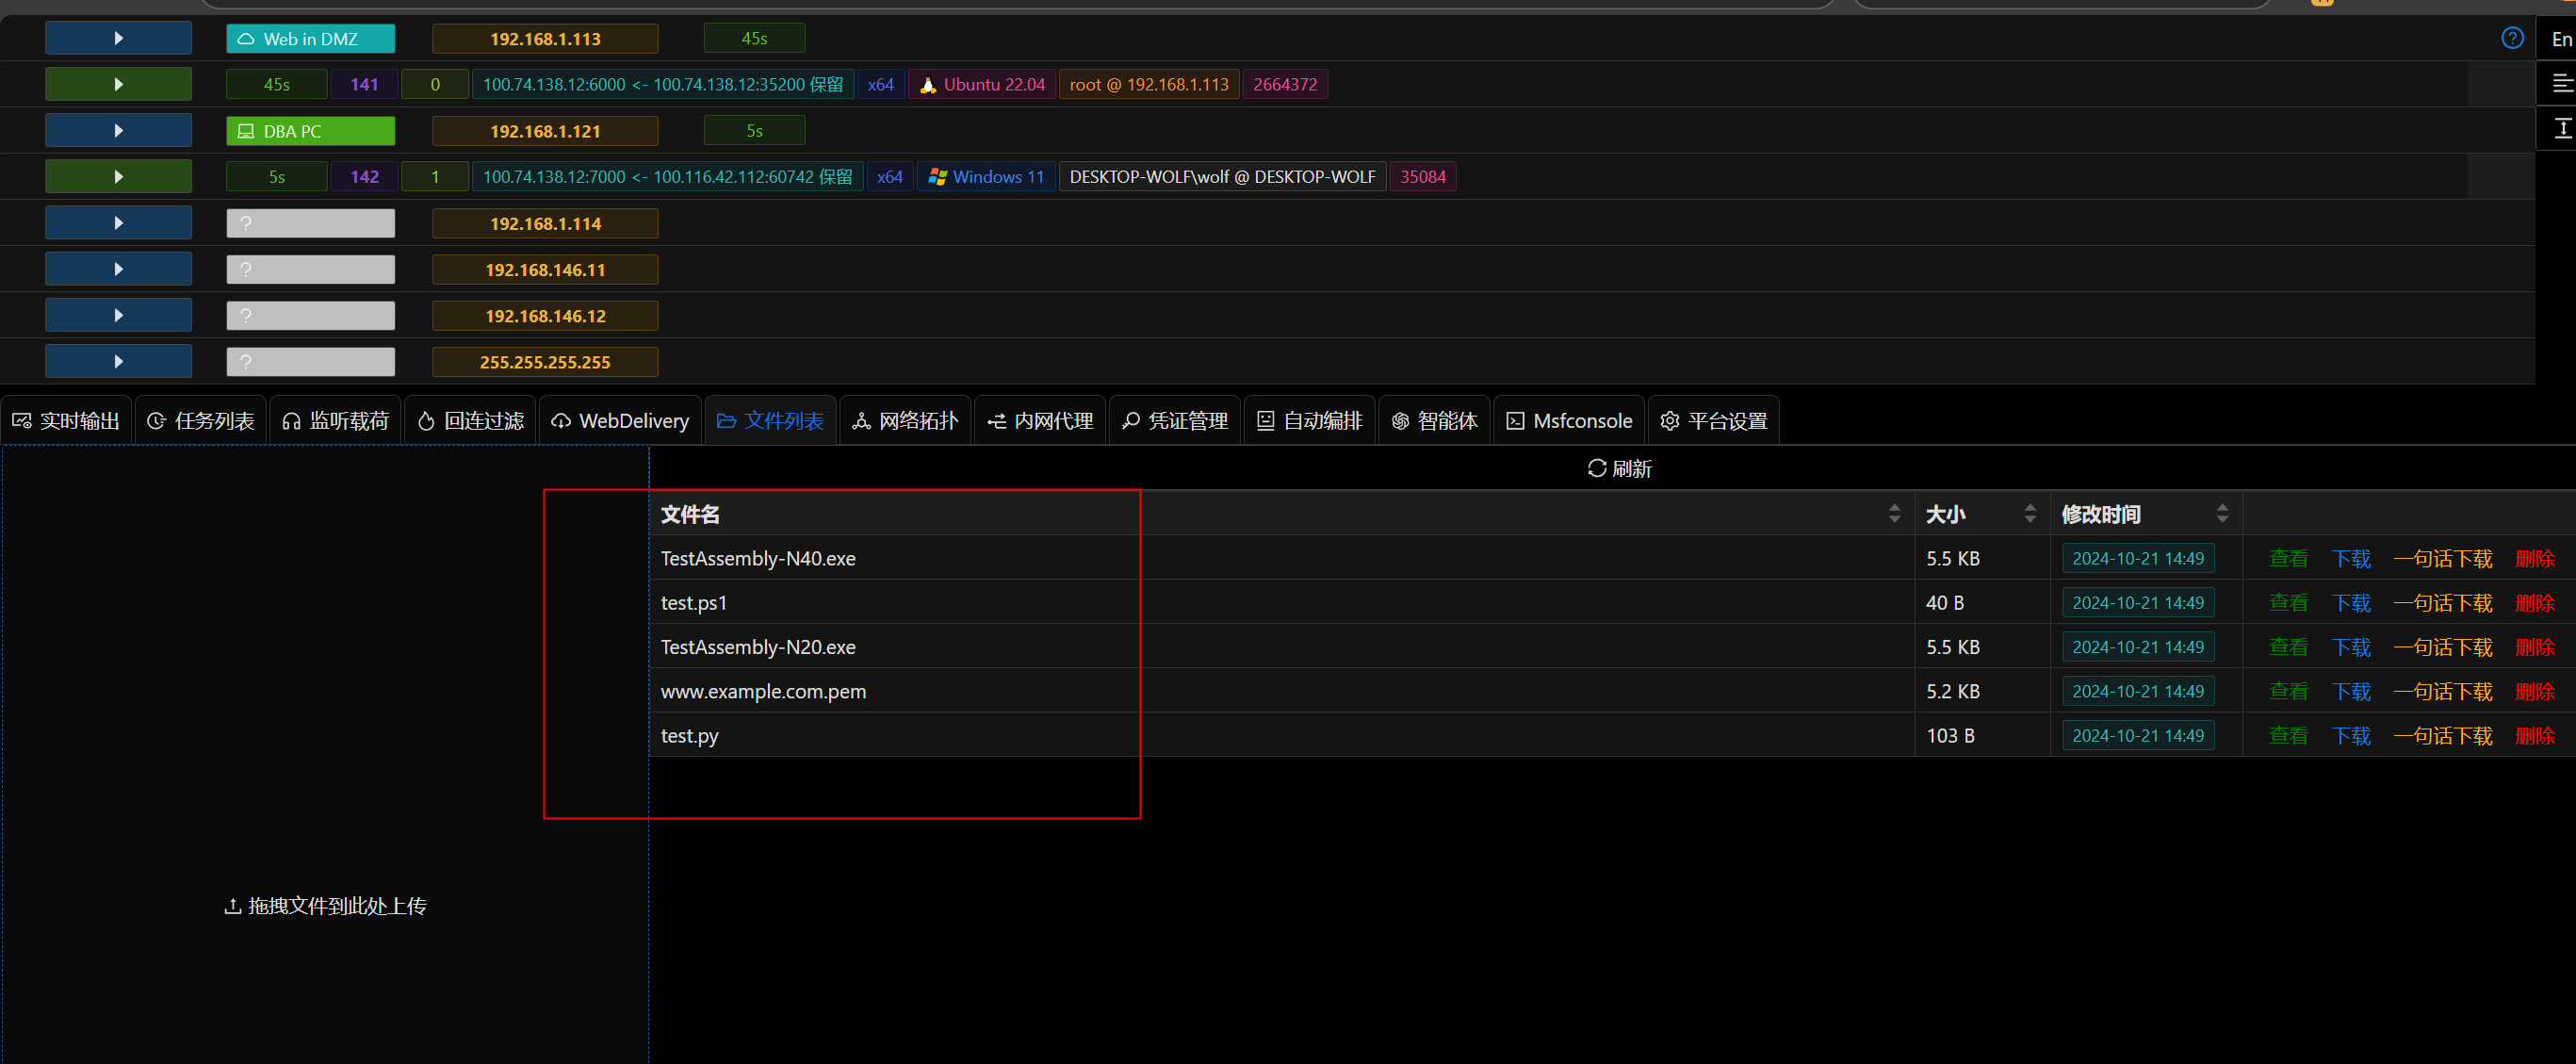 Web in DMZ 192.168.1.113 45s En
45s 141 0 100.74.138.12:6000 <- 100.74.138.12:35200 保留 x64 Ubuntu 22.04 root @ 192.168.1.113 2664372
DBA PC 192.168.1.121 5s
5s 142 1 100.74.138.12:7000 <- 100.116.42.112:60742 保留 x64 Windows 11 DESKTOP-WOLF\wolf @ DESKTOP-WOLF 35084
? 192.168.1.114
? 192.168.146.11
? 192.168.146.12
? 255.255.255.255
实时输出 任务列表 监听载荷 回连过滤 WebDelivery 文件列表 网络拓扑 内网代理 凭证管理 自动编排 智能体 Msfconsole 平台设置
刷新
文件名 大小 修改时间
TestAssembly-N40.exe 5.5 KB 2024-10-21 14:49 查看 下载 一句话下载 删除
test.ps1 40 B 2024-10-21 14:49 查看 下载 一句话下载 删除
TestAssembly-N20.exe 5.5 KB 2024-10-21 14:49 查看 下载 一句话下载 删除
www.example.com.pem 5.2 KB 2024-10-21 14:49 查看 下载 一句话下载 删除
test.py 103 B 2024-10-21 14:49 查看 下载 一句话下载 删除
拖拽文件到此处上传